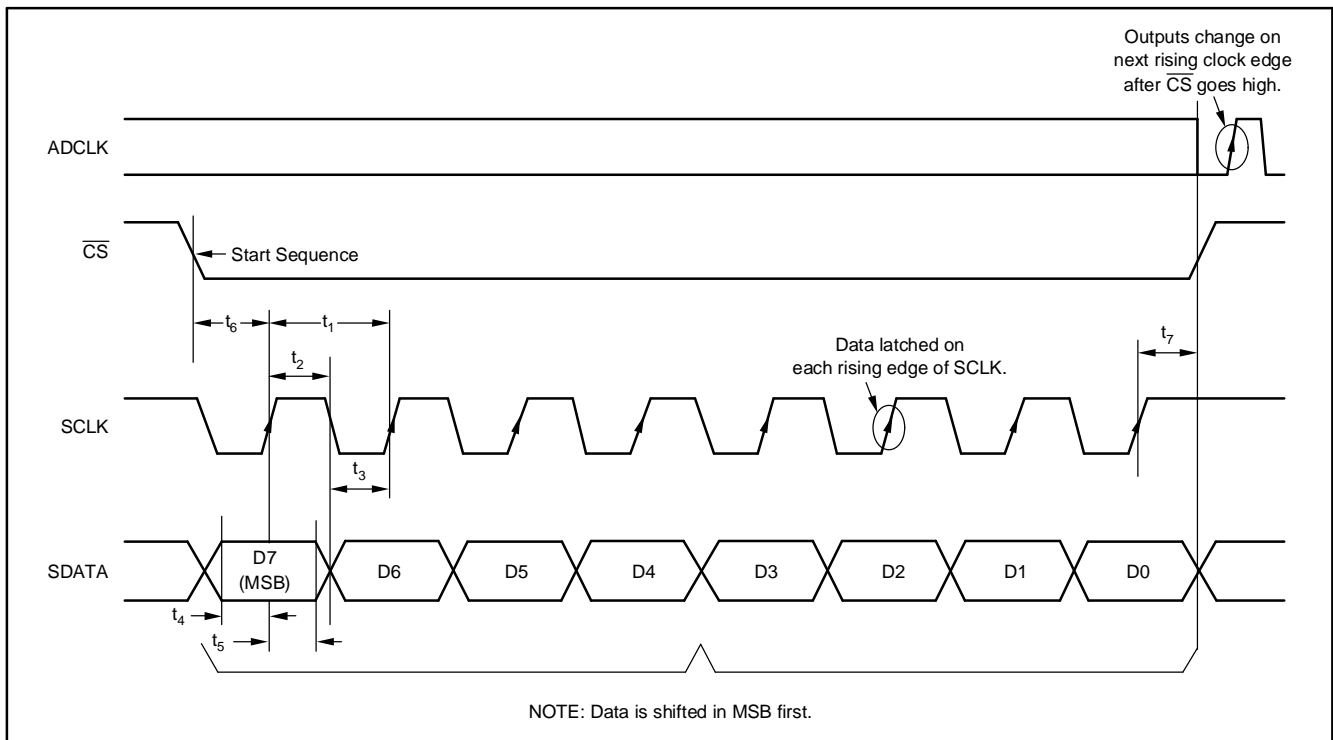 Outputs change on
next rising clock edge
after C̅S̅ goes high.
ADCLK
C̅S̅
Start Sequence
t₆
t₁
t₂
Data latched on
each rising edge of SCLK.
t₇
SCLK
t₃
SDATA
D7
(MSB)
D6
D5
D4
D3
D2
D1
D0
t₄
t₅
NOTE: Data is shifted in MSB first.